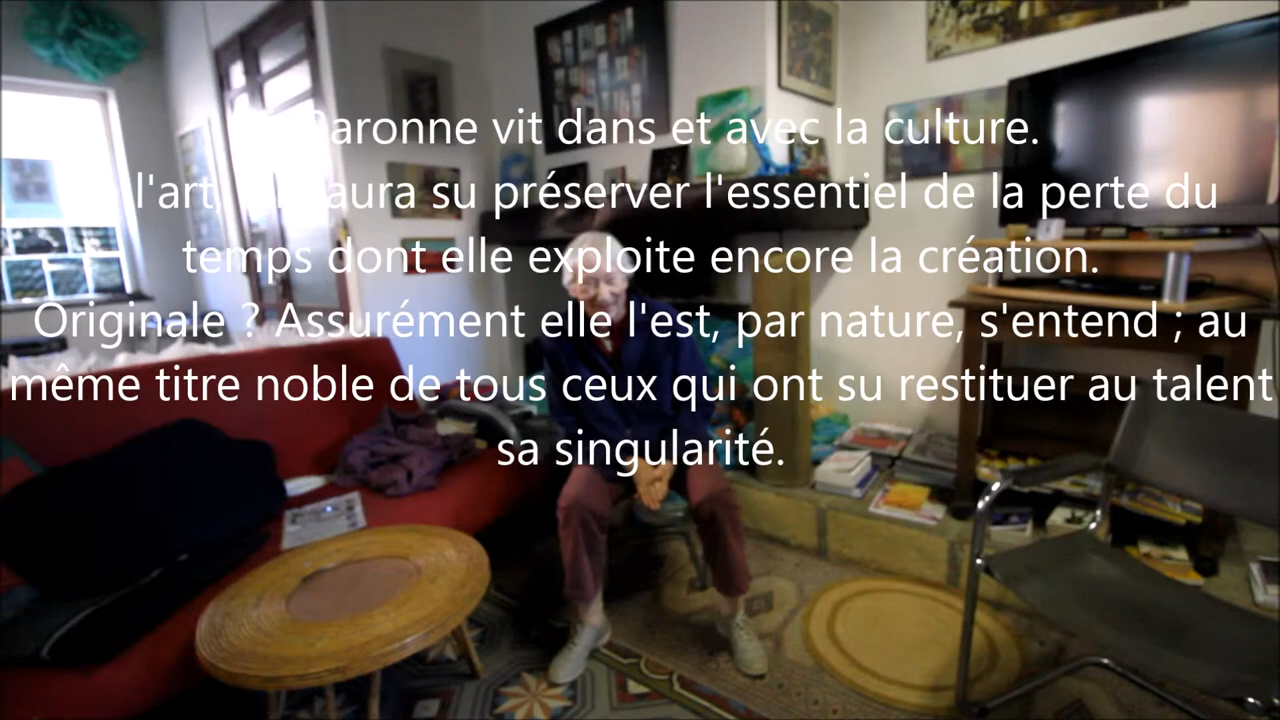 vit dans et avec la culture.
l'art, aura su préserver l'essentiel de la perte du
temps dont elle exploite encore la création.
Originale ? Assurément elle l'est, par nature, s'entend ; au
même titre noble de tous ceux qui ont su restituer au talent
sa singularité.